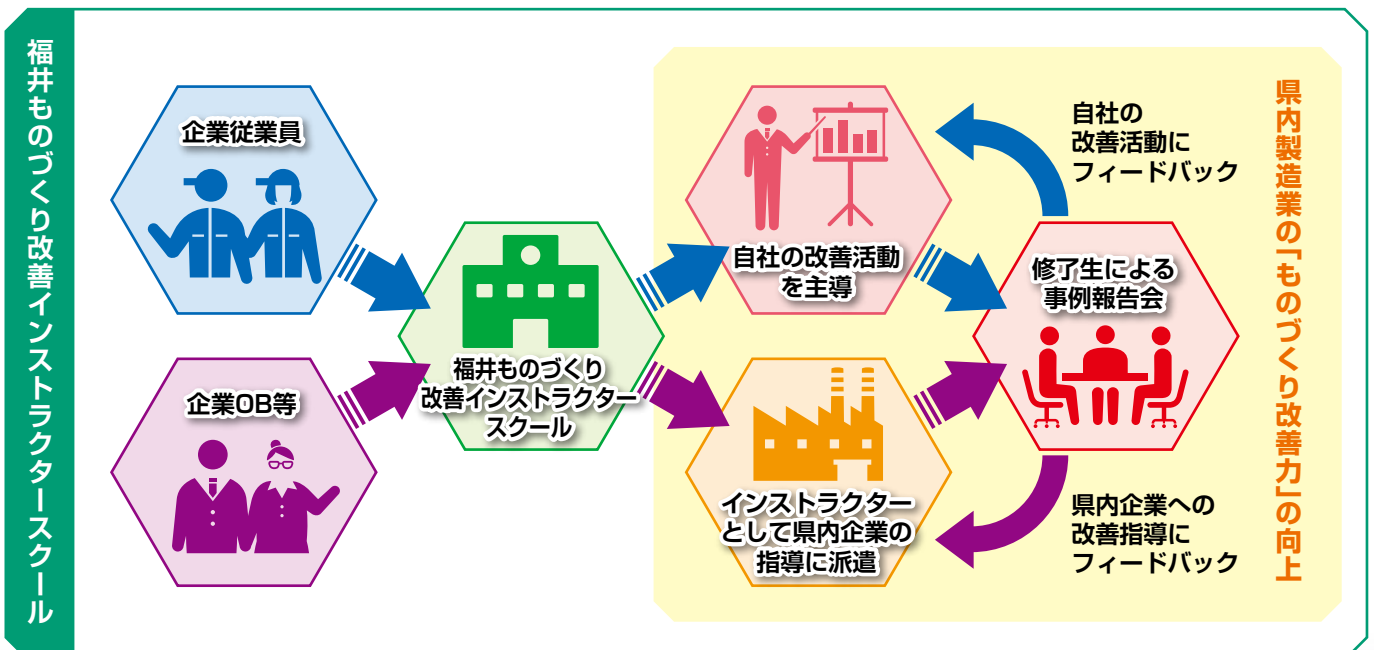 福井ものづくり改善インストラクタースクール
企業従業員
企業OB等
福井ものづくり
改善インストラクター
スクール
自社の改善活動
を主導
インストラクター
として県内企業の
指導に派遣
修了生による
事例報告会
自社の
改善活動に
フィードバック
県内企業への
改善指導に
フィードバック
県内製造業の「ものづくり改善力」の向上